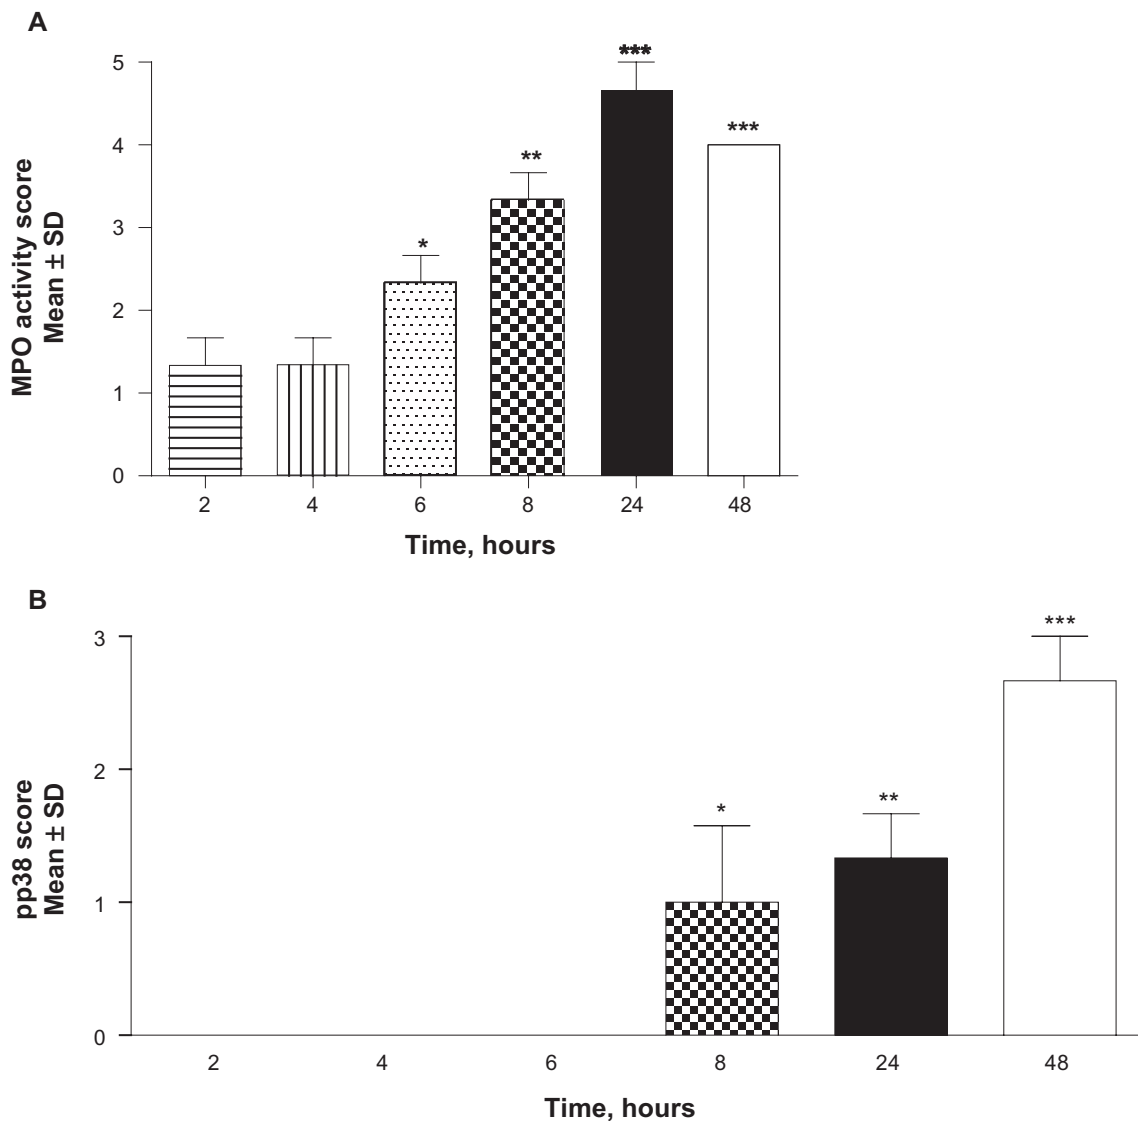 A
MPO activity score
Mean ± SD
5
4
3
2
1
0
*
**
***
***
2 4 6 8 24 48
Time, hours
B
pp38 score
Mean ± SD
3
2
1
0
*
**
***
2 4 6 8 24 48
Time, hours